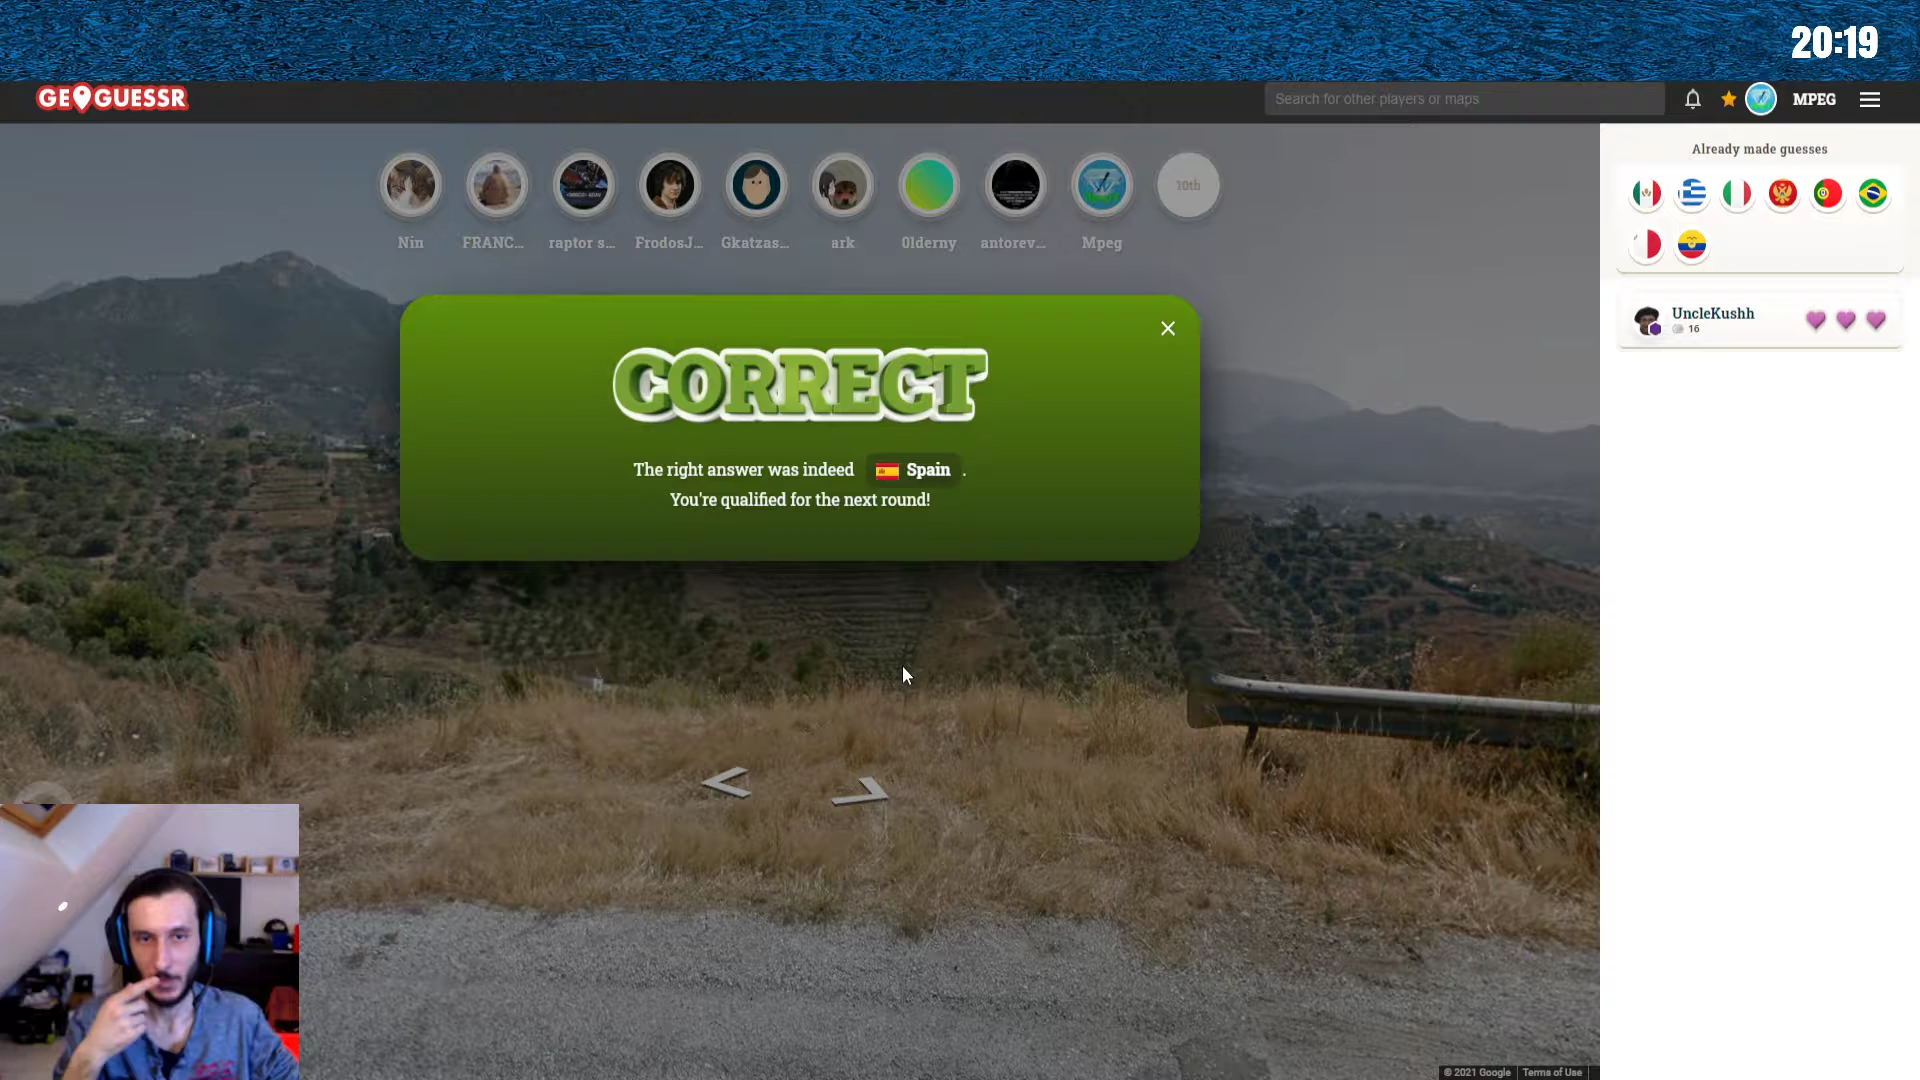 20:19
GEOGUESSR
Search for other players or maps
MPEG
Already made guesses
Nin
FRANC...
raptor s...
FrodosJ...
Gkatzas...
ark
0lderny
antorev...
Mpeg
10th
UncleKushh
16
CORRECT
The right answer was indeed Spain .
You're qualified for the next round!
© 2021 Google
Terms of Use